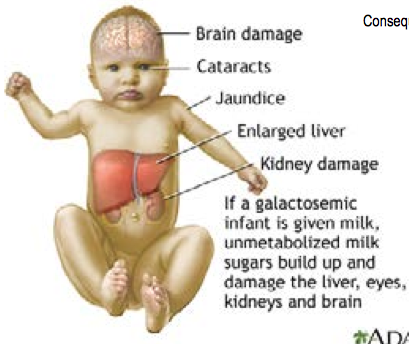 Conseq
Brain damage
Cataracts
Jaundice
Enlarged liver
Kidney damage
If a galactosemic
infant is given milk,
unmetabolized milk
sugars build up and
damage the liver, eyes,
kidneys and brain
ADA